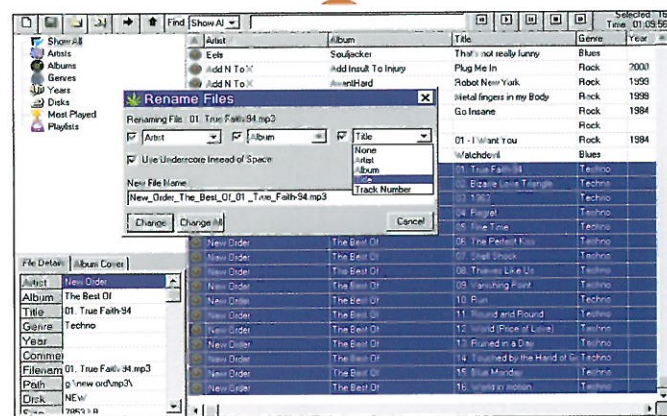 Find Show Al
Selected
Time 01:09:56
Show All
Artists
Albums
Genres
Years
Disks
Most Played
Playlists
Artist Album Title Genre Year
Eels Souljacker That's not really funny Blues
Add N To X Add Insult To Injury Plug Me In Rock 2000
Add N To X AvantHard Robot New York Rock 1999
Metal fingers in my Body Rock 1999
Go Insane Rock 1984
Rock
01 - I Want You Rock 1984
Watchdevil Blues
Rename Files
Renaming File 01. True Faith-94.mp3
Artist Album Title
None
Artist
Album
Title
Track Number
Use Underscore Instead of Space
New File Name
New_Order_The_Best_Of_01_True_Faith-94.mp3
Change Change All Cancel
01. True Faith-94 Techno
02. Bizarre Love Triangle Techno
03. 1963 Techno
04. Regret Techno
05. Fine Time Techno
New Order The Best Of 06. The Perfect Kiss Techno
New Order The Best Of 07. Shell Shock Techno
New Order The Best Of 08. Thieves Like Us Techno
New Order The Best Of 09. Vanishing Point Techno
New Order The Best Of 10. Run Techno
New Order The Best Of 11. Round and Round Techno
New Order The Best Of 12. World (Price of Love) Techno
New Order The Best Of 13. Ruined in a Day Techno
New Order The Best Of 14. Touched by the Hand of G Techno
New Order The Best Of 15. Blue Monday Techno
New Order The Best Of 16. World in motion Techno
File Details Album Cover
Artist New Order
Album The Best Of
Title 01. True Faith-94
Genre Techno
Year
Commen
Filenam 01. True Faith-94.mp3
Path g:\new ord\mp3\
Disk NEW